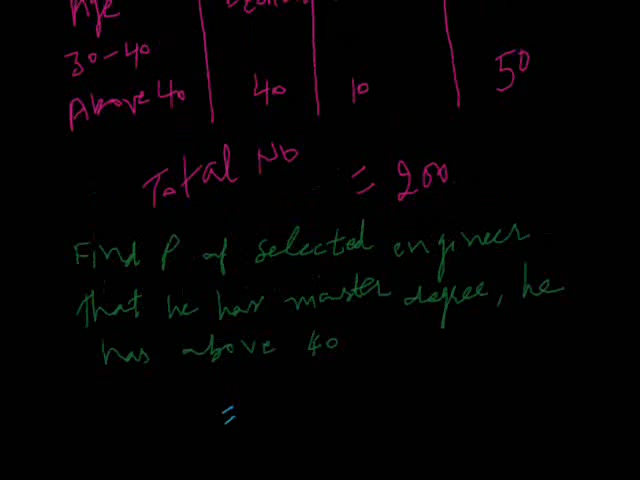 Age
30-40
Above 40 40 10 50
Total No = 200
Find P of selected engineer
that he has master degree, he
has above 40
=